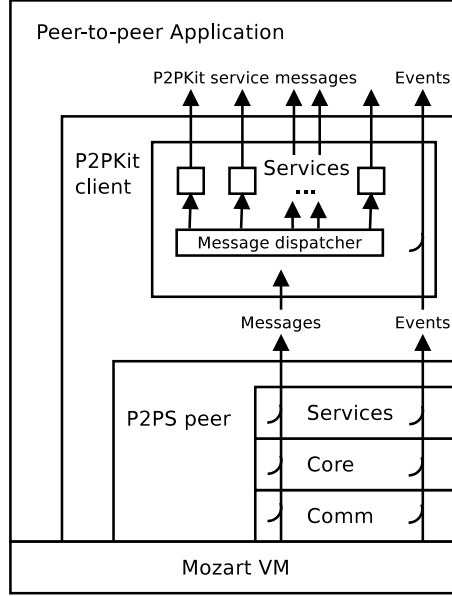 Peer-to-peer Application
P2PKit service messages
Events
P2PKit
client
Services
...
Message dispatcher
Messages
Events
P2PS peer
Services
Core
Comm
Mozart VM